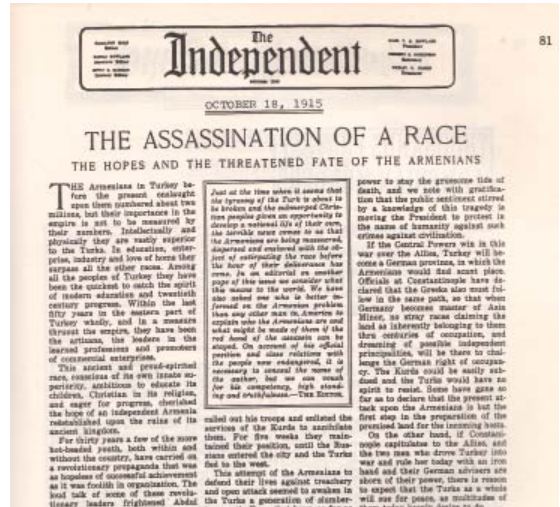 81
The
Independent
OCTOBER 18, 1915
THE ASSASSINATION OF A RACE
THE HOPES AND THE THREATENED FATE OF THE ARMENIANS
THE Armenians in Turkey be-
fore the present onslaught
upon them numbered about two
millions, but their importance in the
empire is not to be measured by
their numbers. Intellectually and
physically they are vastly superior
to the Turks. In education, enter-
prise, industry and love of home they
surpass all the other races. Among
all the peoples of Turkey they have
been the quickest to catch the spirit
of modern education and twentieth
century progress. Within the last
fifty years in the eastern part of
Turkey wholly, and in a measure
thruout the empire, they have been
the artizans, the leaders in the
learned professions and promoters
of commercial enterprises.
This ancient and proud-spirited
race, conscious of its own innate su-
periority, ambitious to educate its
children, Christian in its religion,
and eager for progress, cherished
the hope of an independent Armenia
reëstablished upon the ruins of its
ancient kingdom.
For thirty years a few of the more
hot-headed youth, both within and
without the country, have carried on
a revolutionary propaganda that was
as hopeless of successful achievement
as it was foolish in organization. The
loud talk of some of these revolu-
tionary leaders frightened Abdul
Just at the time when it seems that
the tyranny of the Turk is about to
be broken and the submerged Chris-
tian peoples given an opportunity to
develop a national life of their own,
the terrible news comes to us that
the Armenians are being massacred,
dispersed and enslaved with the ob-
ject of extirpating the race before
the hour of their deliverance has
come. In an editorial on another
page of this issue we consider what
this means to the world. We have
also asked one who is better in-
formed on the Armenian problem
than any other man in America to
explain who the Armenians are and
what might be made of them if the
red hand of the assassin can be
stayed. On account of his official
position and close relations with
the people now endangered, it is
necessary to conceal the name of
the author, but we can vouch
for his competency, high stand-
ing and truthfulness.—THE EDITOR.
called out his troops and enlisted the
services of the Kurds to annihilate
them. For five weeks they main-
tained their position, until the Rus-
sians entered the city and the Turks
fled to the west.
This attempt of the Armenians to
defend their lives against treachery
and open attack seemed to awaken in
the Turks a generation of slumber-
power to stay the gruesome tide of
death, and we note with gratifica-
tion that the public sentiment stirred
by a knowledge of this tragedy is
moving the President to protest in
the name of humanity against such
crimes against civilization.
If the Central Powers win in this
war over the Allies, Turkey will be-
come a German province, in which the
Armenians would find scant place.
Officials at Constantinople have de-
clared that the Greeks also must fol-
low in the same path, so that when
Germany becomes master of Asia
Minor, no stray races claiming the
land as inherently belonging to them
thru centuries of occupation, and
dreaming of possible independent
principalities, will be there to chal-
lenge the German right of occupan-
cy. The Kurds could be easily sub-
dued and the Turks would have no
spirit to resist. Some have gone so
far as to declare that the present at-
tack upon the Armenians is but the
first step in the preparation of the
promised land for the incoming hosts.
On the other hand, if Constanti-
nople capitulates to the Allies, and
the two men who drove Turkey into
war and rule her today with an iron
hand and their German advisers are
shorn of their power, there is reason
to expect that the Turks as a whole
will sue for peace, as multitudes of